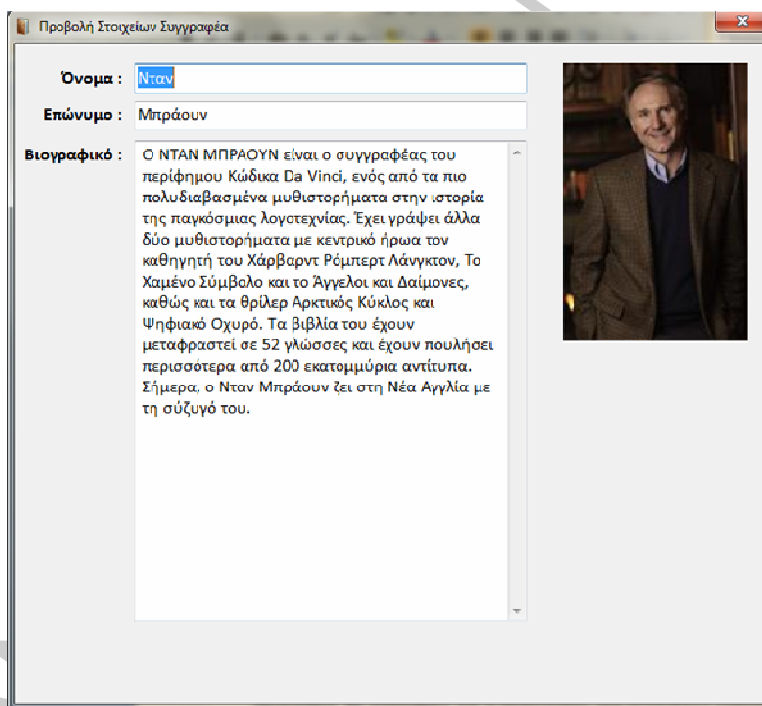 Προβολή Στοιχείων Συγγραφέα
Όνομα : Νταν
Επώνυμο : Μπράουν
Βιογραφικό : Ο ΝΤΑΝ ΜΠΡΑΟΥΝ είναι ο συγγραφέας του
περίφημου Κώδικα Da Vinci, ενός από τα πιο
πολυδιαβασμένα μυθιστορήματα στην ιστορία
της παγκόσμιας λογοτεχνίας. Έχει γράψει άλλα
δύο μυθιστορήματα με κεντρικό ήρωα τον
καθηγητή του Χάρβαρντ Ρόμπερτ Λάνγκτον, Το
Χαμένο Σύμβολο και το Άγγελοι και Δαίμονες,
καθώς και τα θρίλερ Αρκτικός Κύκλος και
Ψηφιακό Οχυρό. Τα βιβλία του έχουν
μεταφραστεί σε 52 γλώσσες και έχουν πουλήσει
περισσότερα από 200 εκατομμύρια αντίτυπα.
Σήμερα, ο Νταν Μπράουν ζει στη Νέα Αγγλία με
τη σύζυγό του.